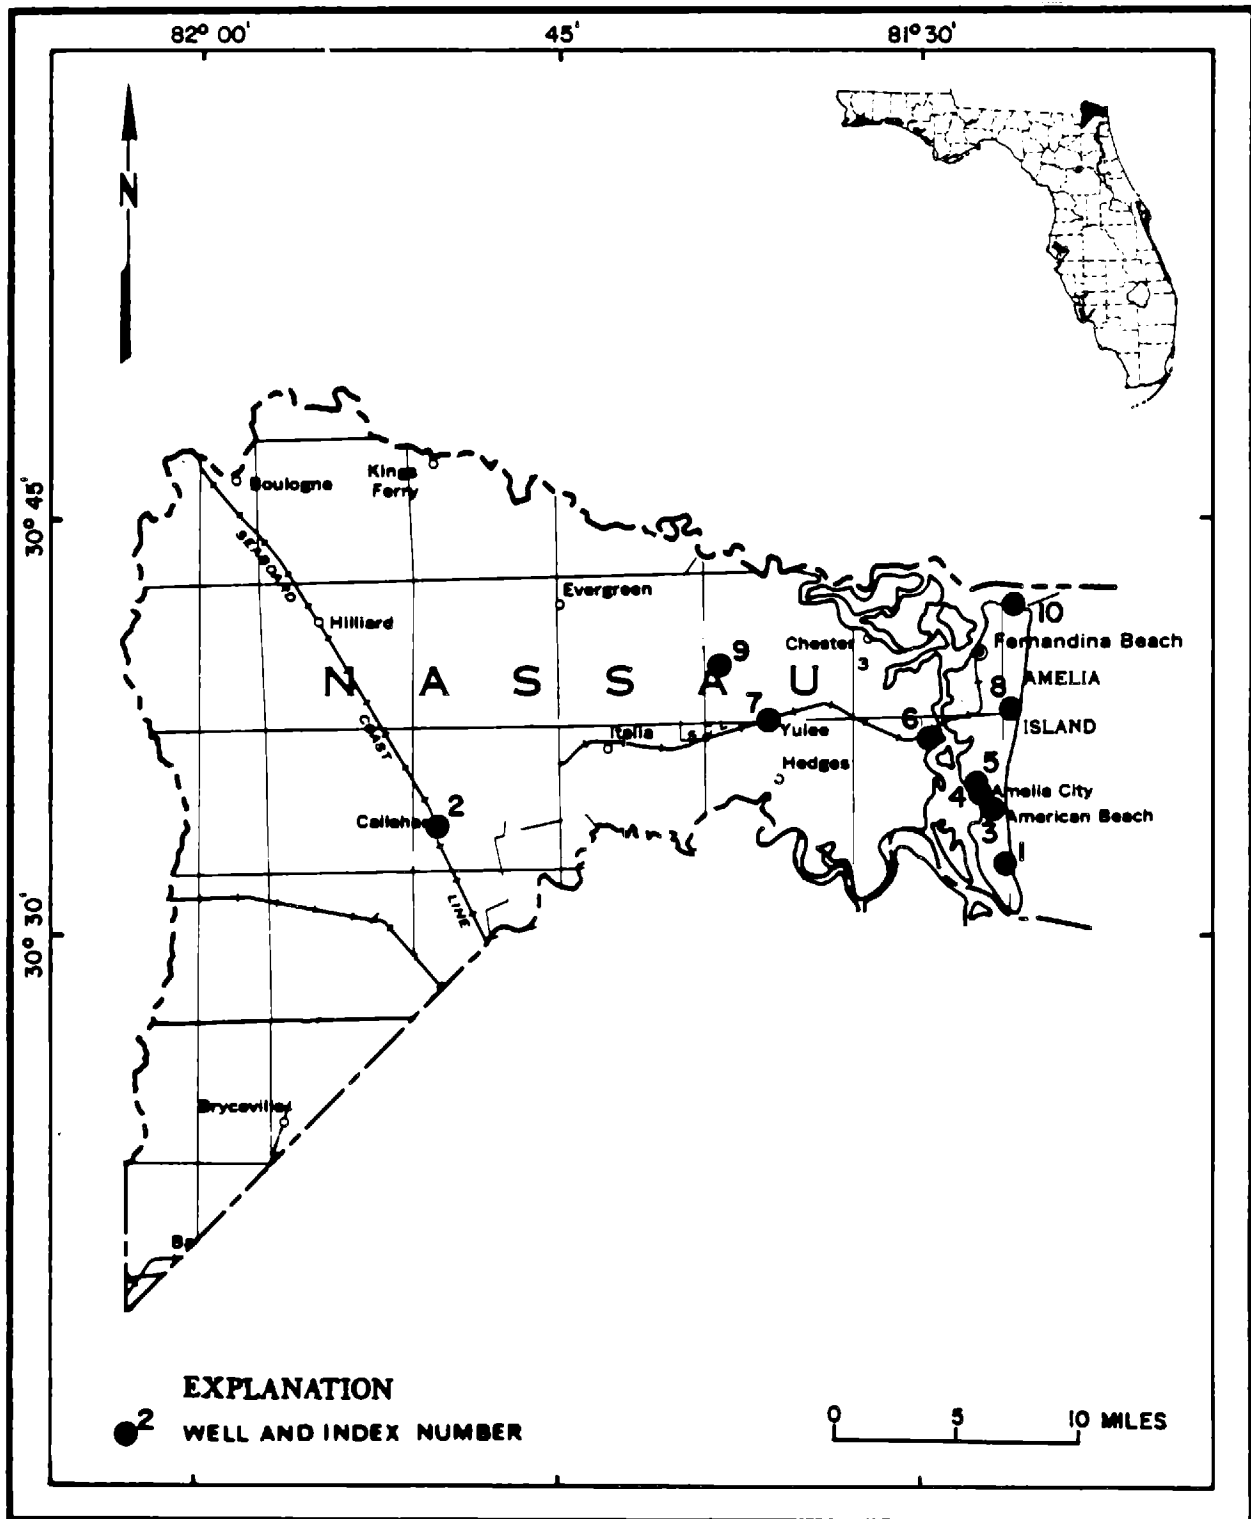 82° 00'
45'
81° 30'
N
30° 45'
30° 30'
Boulogne
Kings
Ferry
SEABOARD
COAST
LINE
Evergreen
Hilliard
Chester
3
10
Fernandina Beach
9
N A S S A U
8
AMELIA
ISLAND
7
Yulee
6
Italia
S C L
Hedges
5
4
Amelia City
3
American Beach
2
Callahan
1
Bryceville
Ba
EXPLANATION
2
WELL AND INDEX NUMBER
0 5 10 MILES